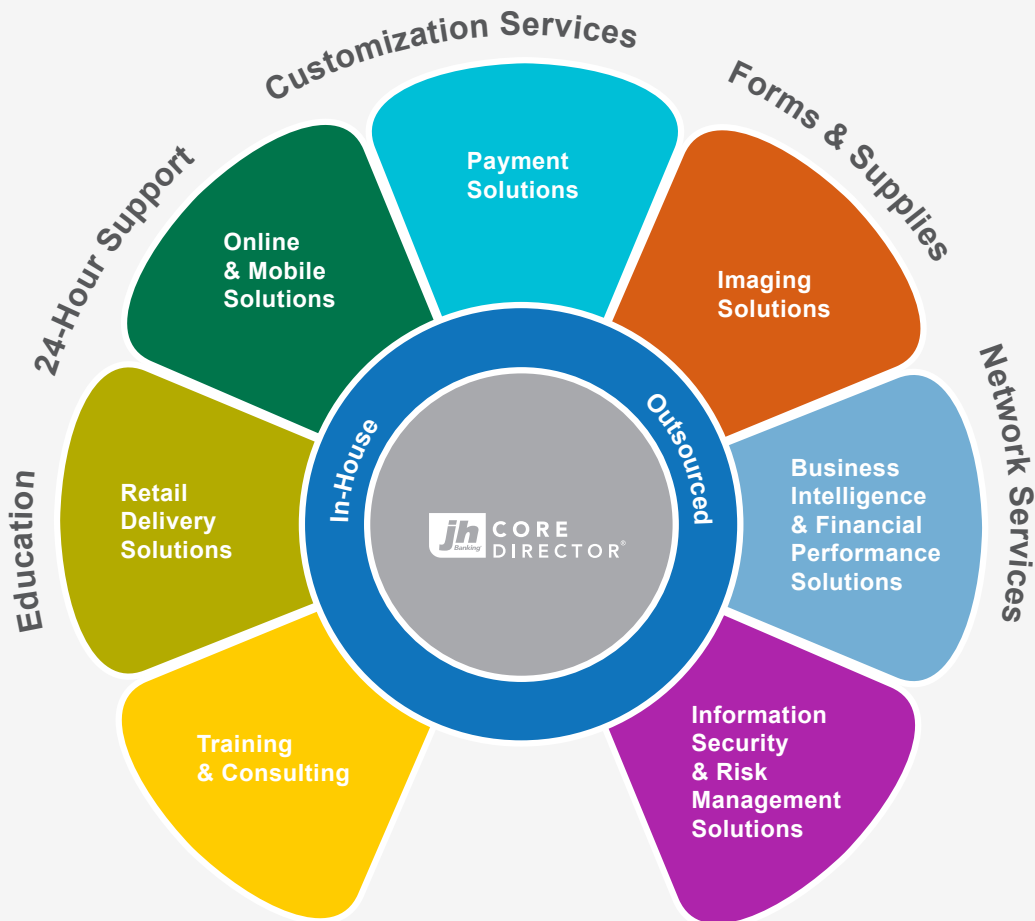 Customization Services
Forms & Supplies
24-Hour Support
Network Services
Education
Payment
Solutions
Online
& Mobile
Solutions
Imaging
Solutions
In-House
Outsourced
Retail
Delivery
Solutions
Business
Intelligence
& Financial
Performance
Solutions
jh
Banking
CORE
DIRECTOR®
Training
& Consulting
Information
Security
& Risk
Management
Solutions